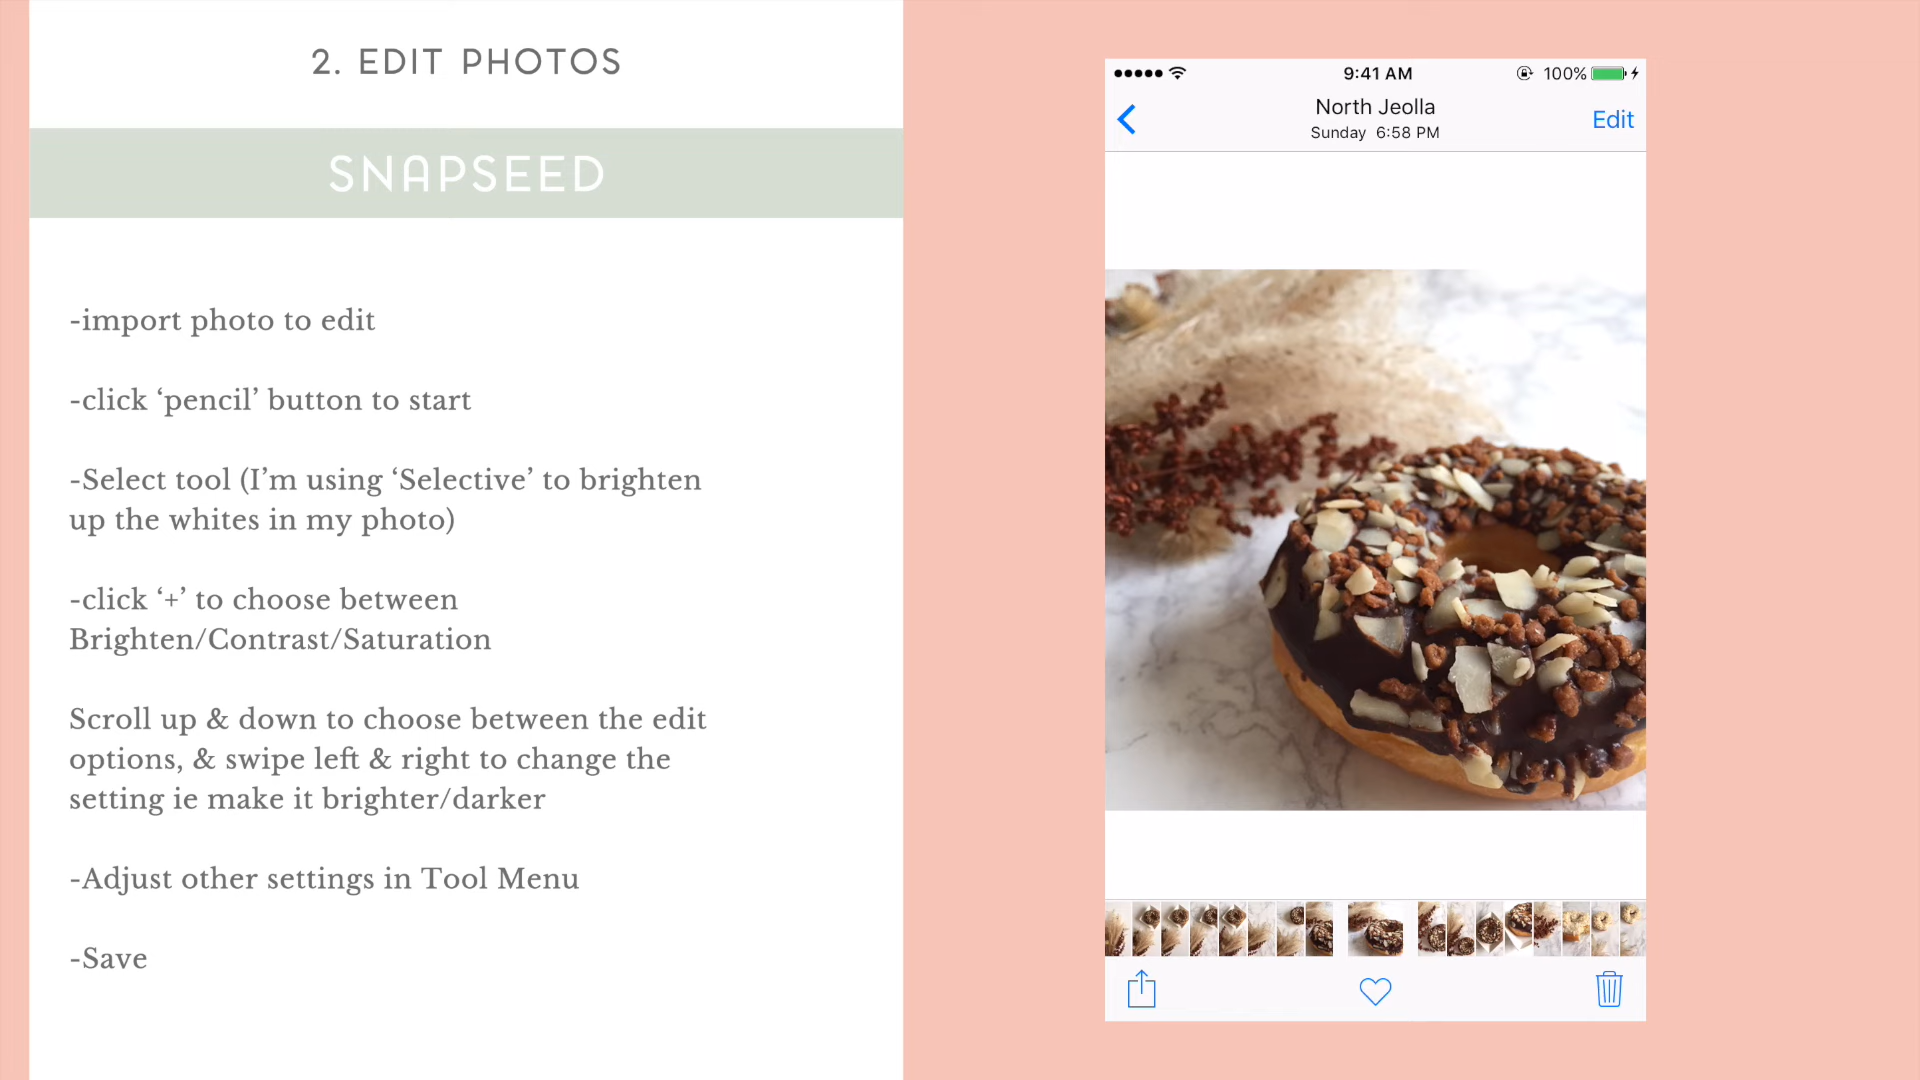 2. EDIT PHOTOS
SNAPSEED
-import photo to edit
-click ‘pencil’ button to start
-Select tool (I’m using ‘Selective’ to brighten
up the whites in my photo)
-click ‘+’ to choose between
Brighten/Contrast/Saturation
Scroll up & down to choose between the edit
options, & swipe left & right to change the
setting ie make it brighter/darker
-Adjust other settings in Tool Menu
-Save
9:41 AM
100%
North Jeolla
Sunday 6:58 PM
Edit